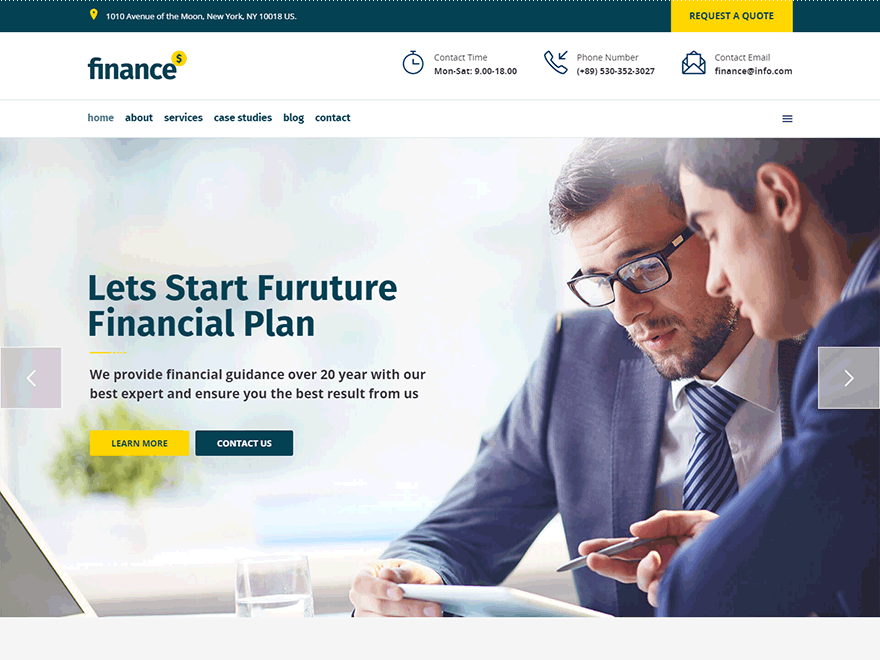 1010 Avenue of the Moon, New York, NY 10018 US.
REQUEST A QUOTE
finance$
Contact Time
Mon-Sat: 9.00-18.00
Phone Number
(+89) 530-352-3027
Contact Email
finance@info.com
home about services case studies blog contact
Lets Start Furuture
Financial Plan
We provide financial guidance over 20 year with our
best expert and ensure you the best result from us
LEARN MORE
CONTACT US